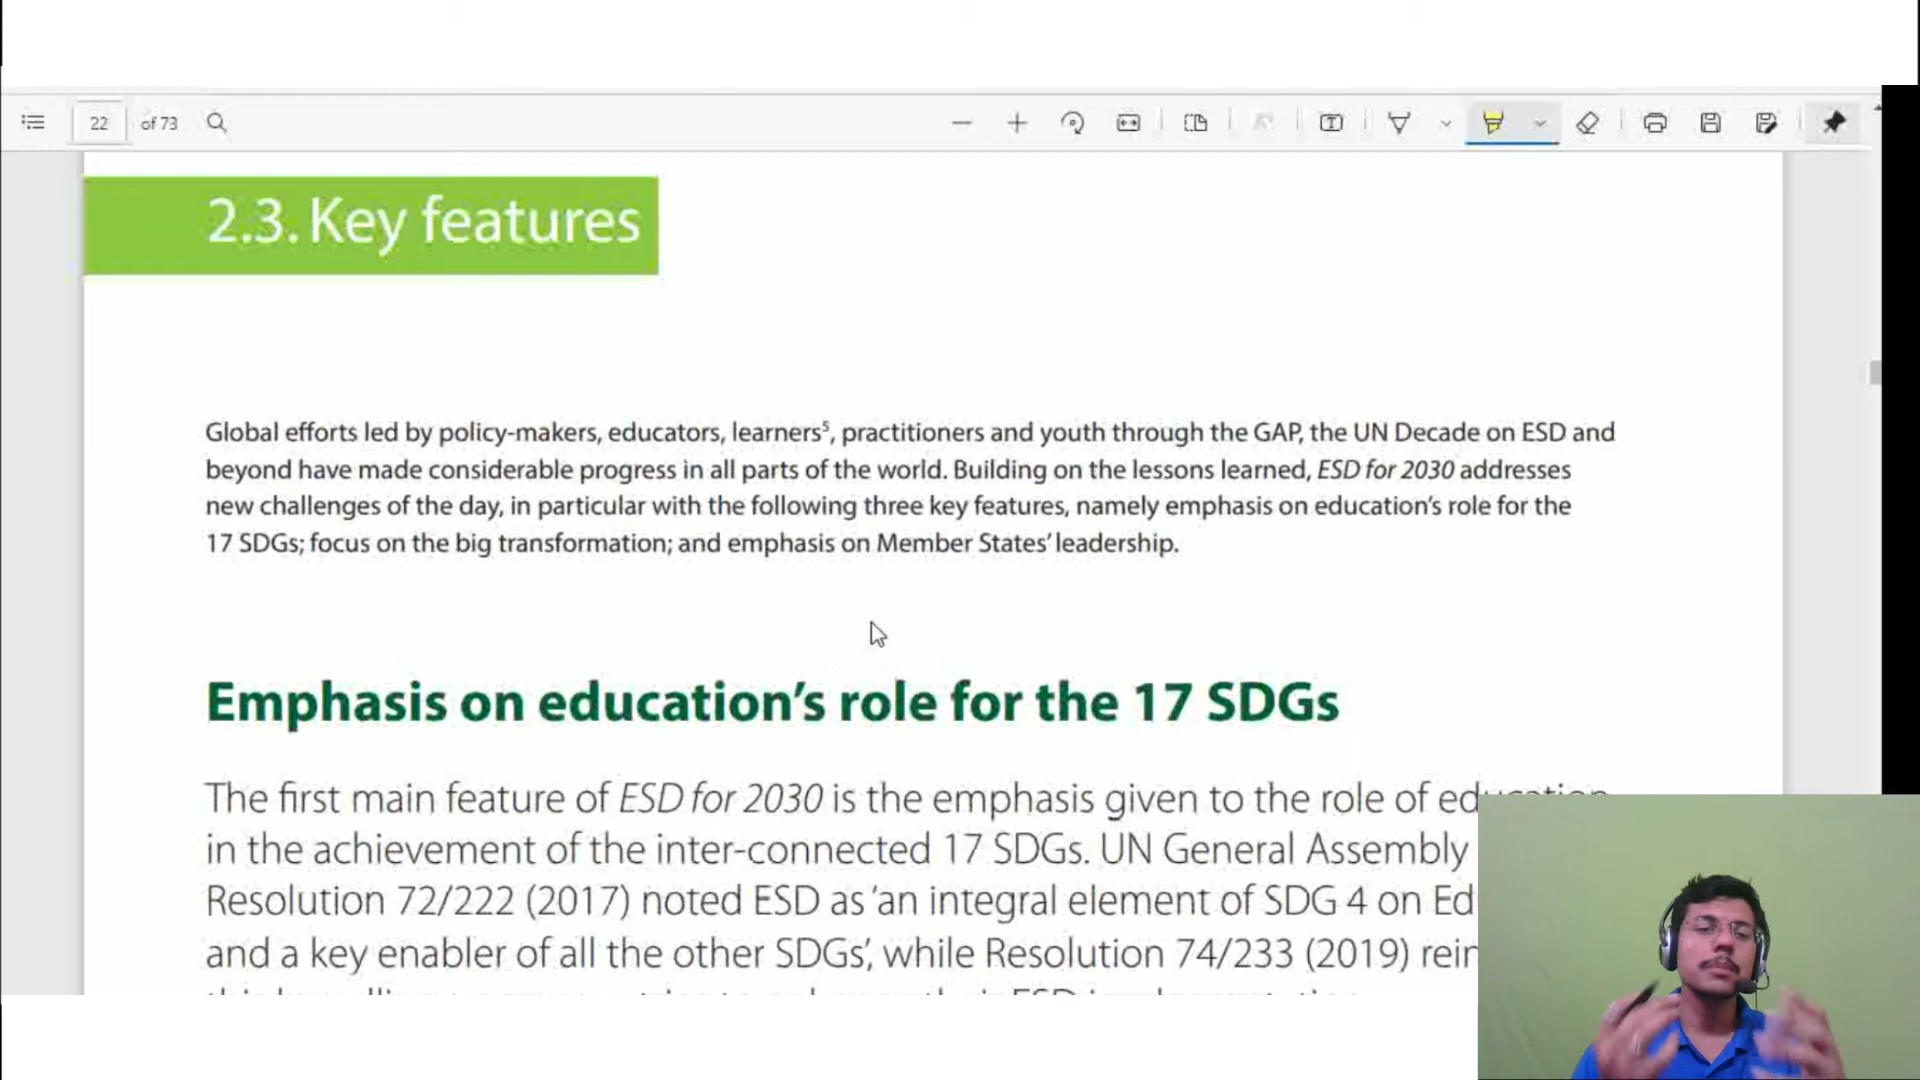 22 of 73
2.3. Key features
Global efforts led by policy-makers, educators, learners⁵, practitioners and youth through the GAP, the UN Decade on ESD and
beyond have made considerable progress in all parts of the world. Building on the lessons learned, ESD for 2030 addresses
new challenges of the day, in particular with the following three key features, namely emphasis on education's role for the
17 SDGs; focus on the big transformation; and emphasis on Member States' leadership.
Emphasis on education's role for the 17 SDGs
The first main feature of ESD for 2030 is the emphasis given to the role of education
in the achievement of the inter-connected 17 SDGs. UN General Assembly
Resolution 72/222 (2017) noted ESD as 'an integral element of SDG 4 on Ed
and a key enabler of all the other SDGs', while Resolution 74/233 (2019) rein